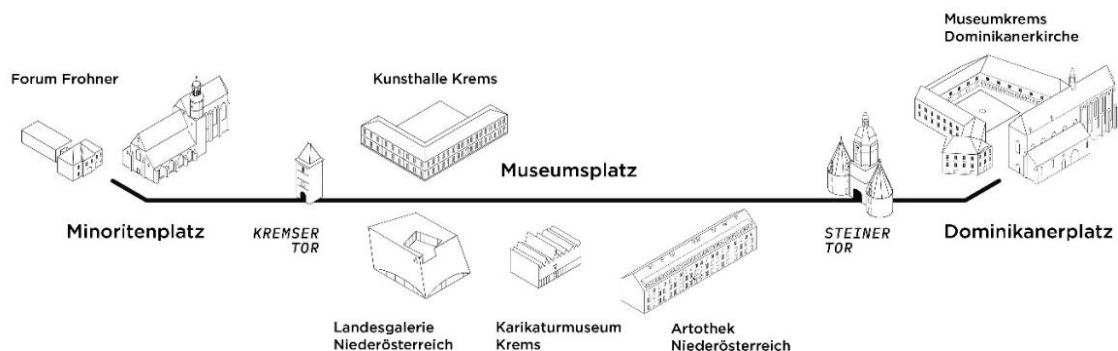 Museumkrems
Dominikanerkirche
Forum Frohner
Kunsthalle Krems
Museumsplatz
Minoritenplatz
KREMSER
TOR
STEINER
TOR
Dominikanerplatz
Landesgalerie
Niederösterreich
Karikaturmuseum
Krems
Artothek
Niederösterreich